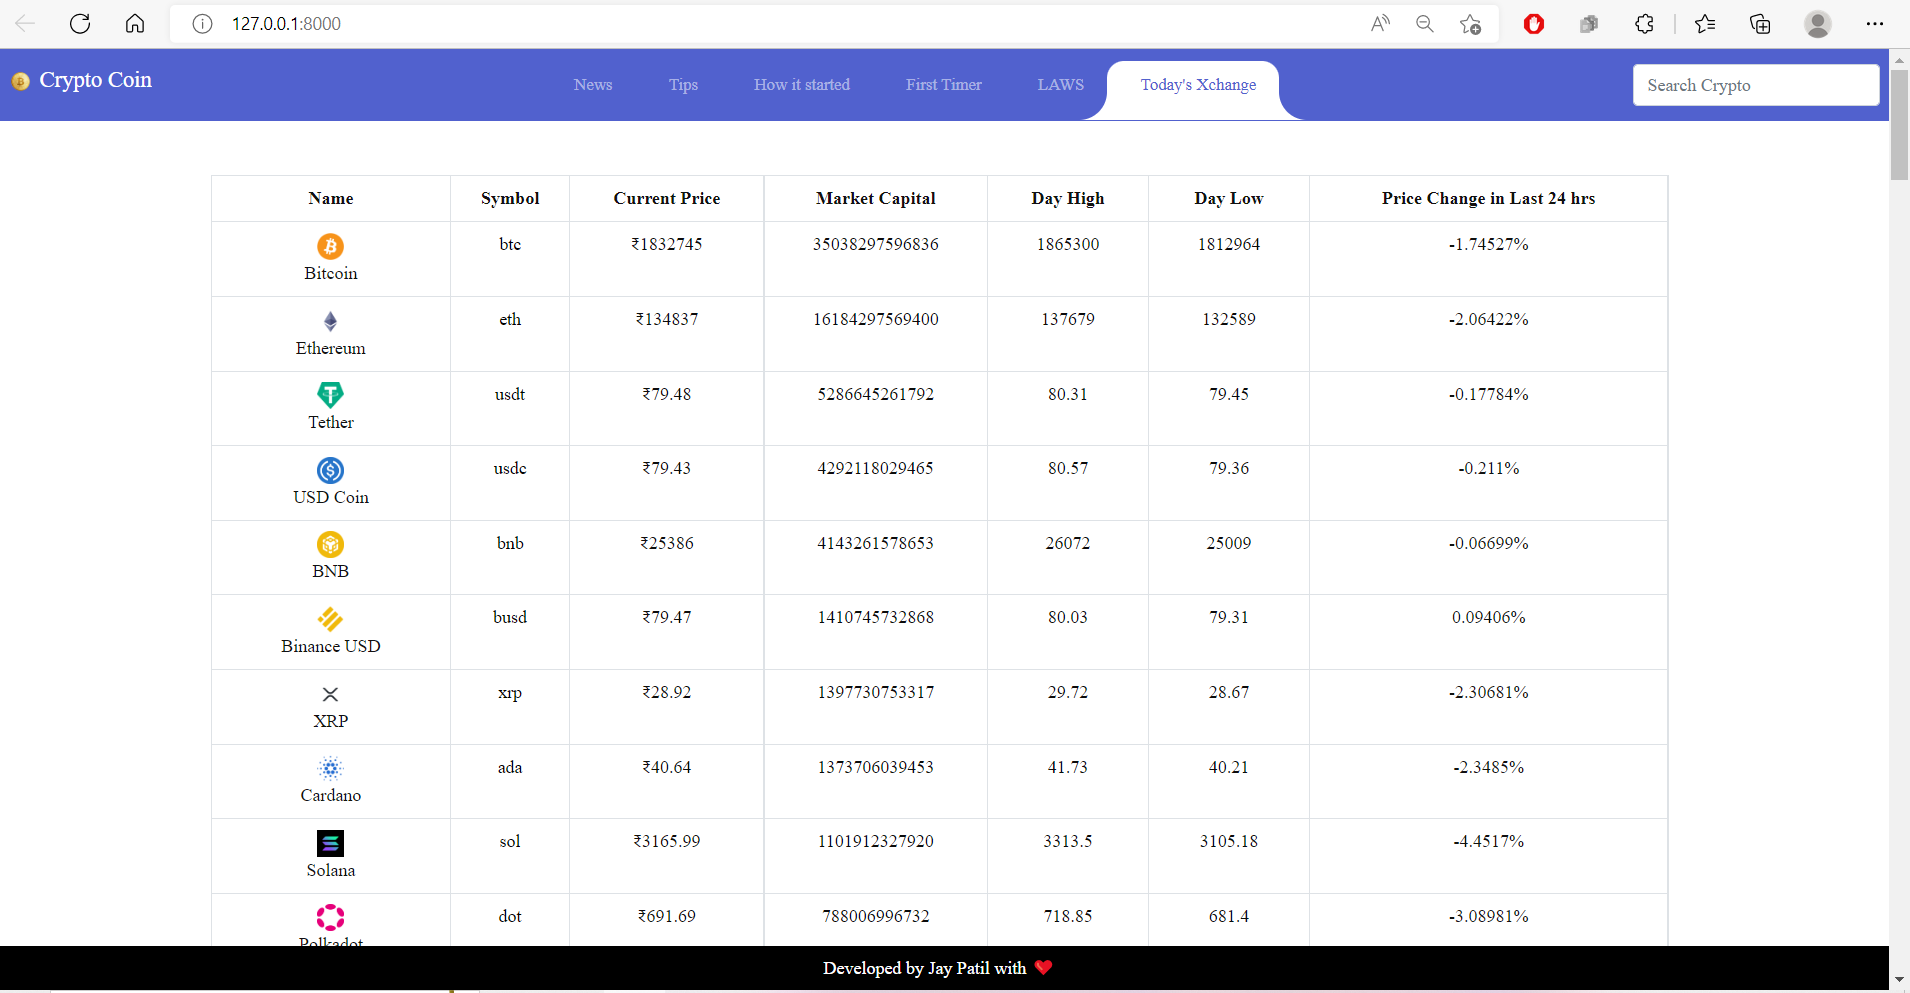 127.0.0.1:8000
Crypto Coin News Tips How it started First Timer LAWS Today's Xchange Search Crypto
Name Symbol Current Price Market Capital Day High Day Low Price Change in Last 24 hrs
btc ₹1832745 35038297596836 1865300 1812964 -1.74527%
Bitcoin
eth ₹134837 16184297569400 137679 132589 -2.06422%
Ethereum
usdt ₹79.48 5286645261792 80.31 79.45 -0.17784%
Tether
usdc ₹79.43 4292118029465 80.57 79.36 -0.211%
USD Coin
bnb ₹25386 4143261578653 26072 25009 -0.06699%
BNB
busd ₹79.47 1410745732868 80.03 79.31 0.09406%
Binance USD
xrp ₹28.92 1397730753317 29.72 28.67 -2.30681%
XRP
ada ₹40.64 1373706039453 41.73 40.21 -2.3485%
Cardano
sol ₹3165.99 1101912327920 3313.5 3105.18 -4.4517%
Solana
dot ₹691.69 788006996732 718.85 681.4 -3.08981%
Polkadot
Developed by Jay Patil with ❤